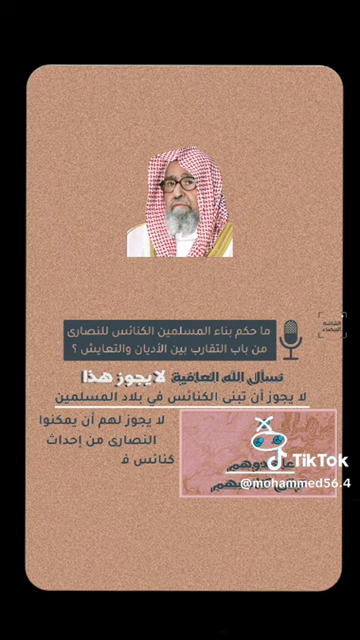 ما حكم بناء المسلمين الكنائس للنصارى
من باب التقارب بين الأديان والتعايش ؟
نسأل الله العافية لا يجوز هذا
لا يجوز أن تبنى الكنائس في بلاد المسلمين
لا يجوز لهم أن يمكنوا
النصارى من إحداث
كنائس ف
TikTok
@mohammed56.4